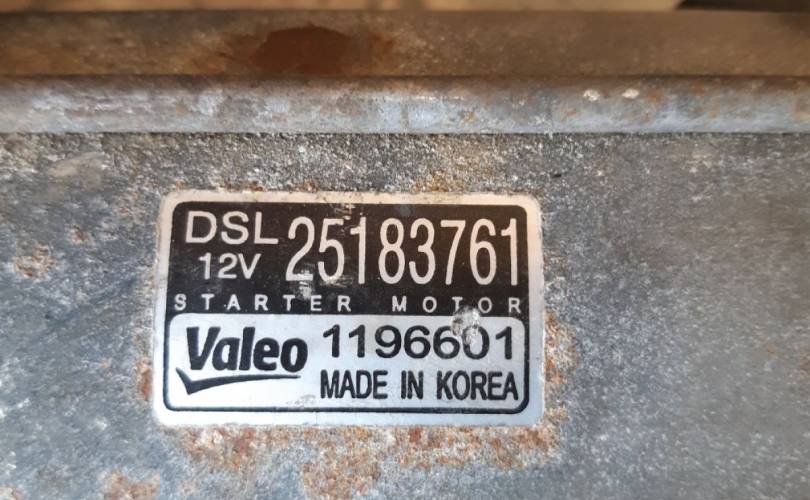 DSL 25183761
12V
STARTER MOTOR
Valeo 1196601
MADE IN KOREA